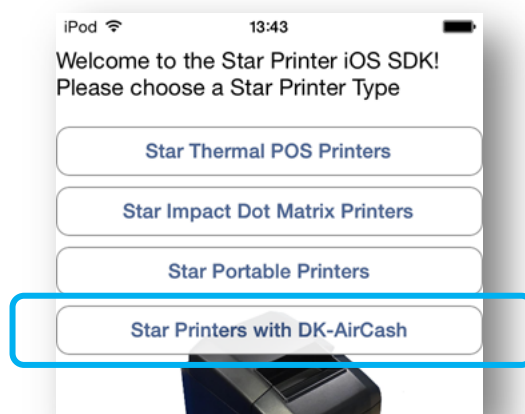 iPod 13:43
Welcome to the Star Printer iOS SDK!
Please choose a Star Printer Type
Star Thermal POS Printers
Star Impact Dot Matrix Printers
Star Portable Printers
Star Printers with DK-AirCash